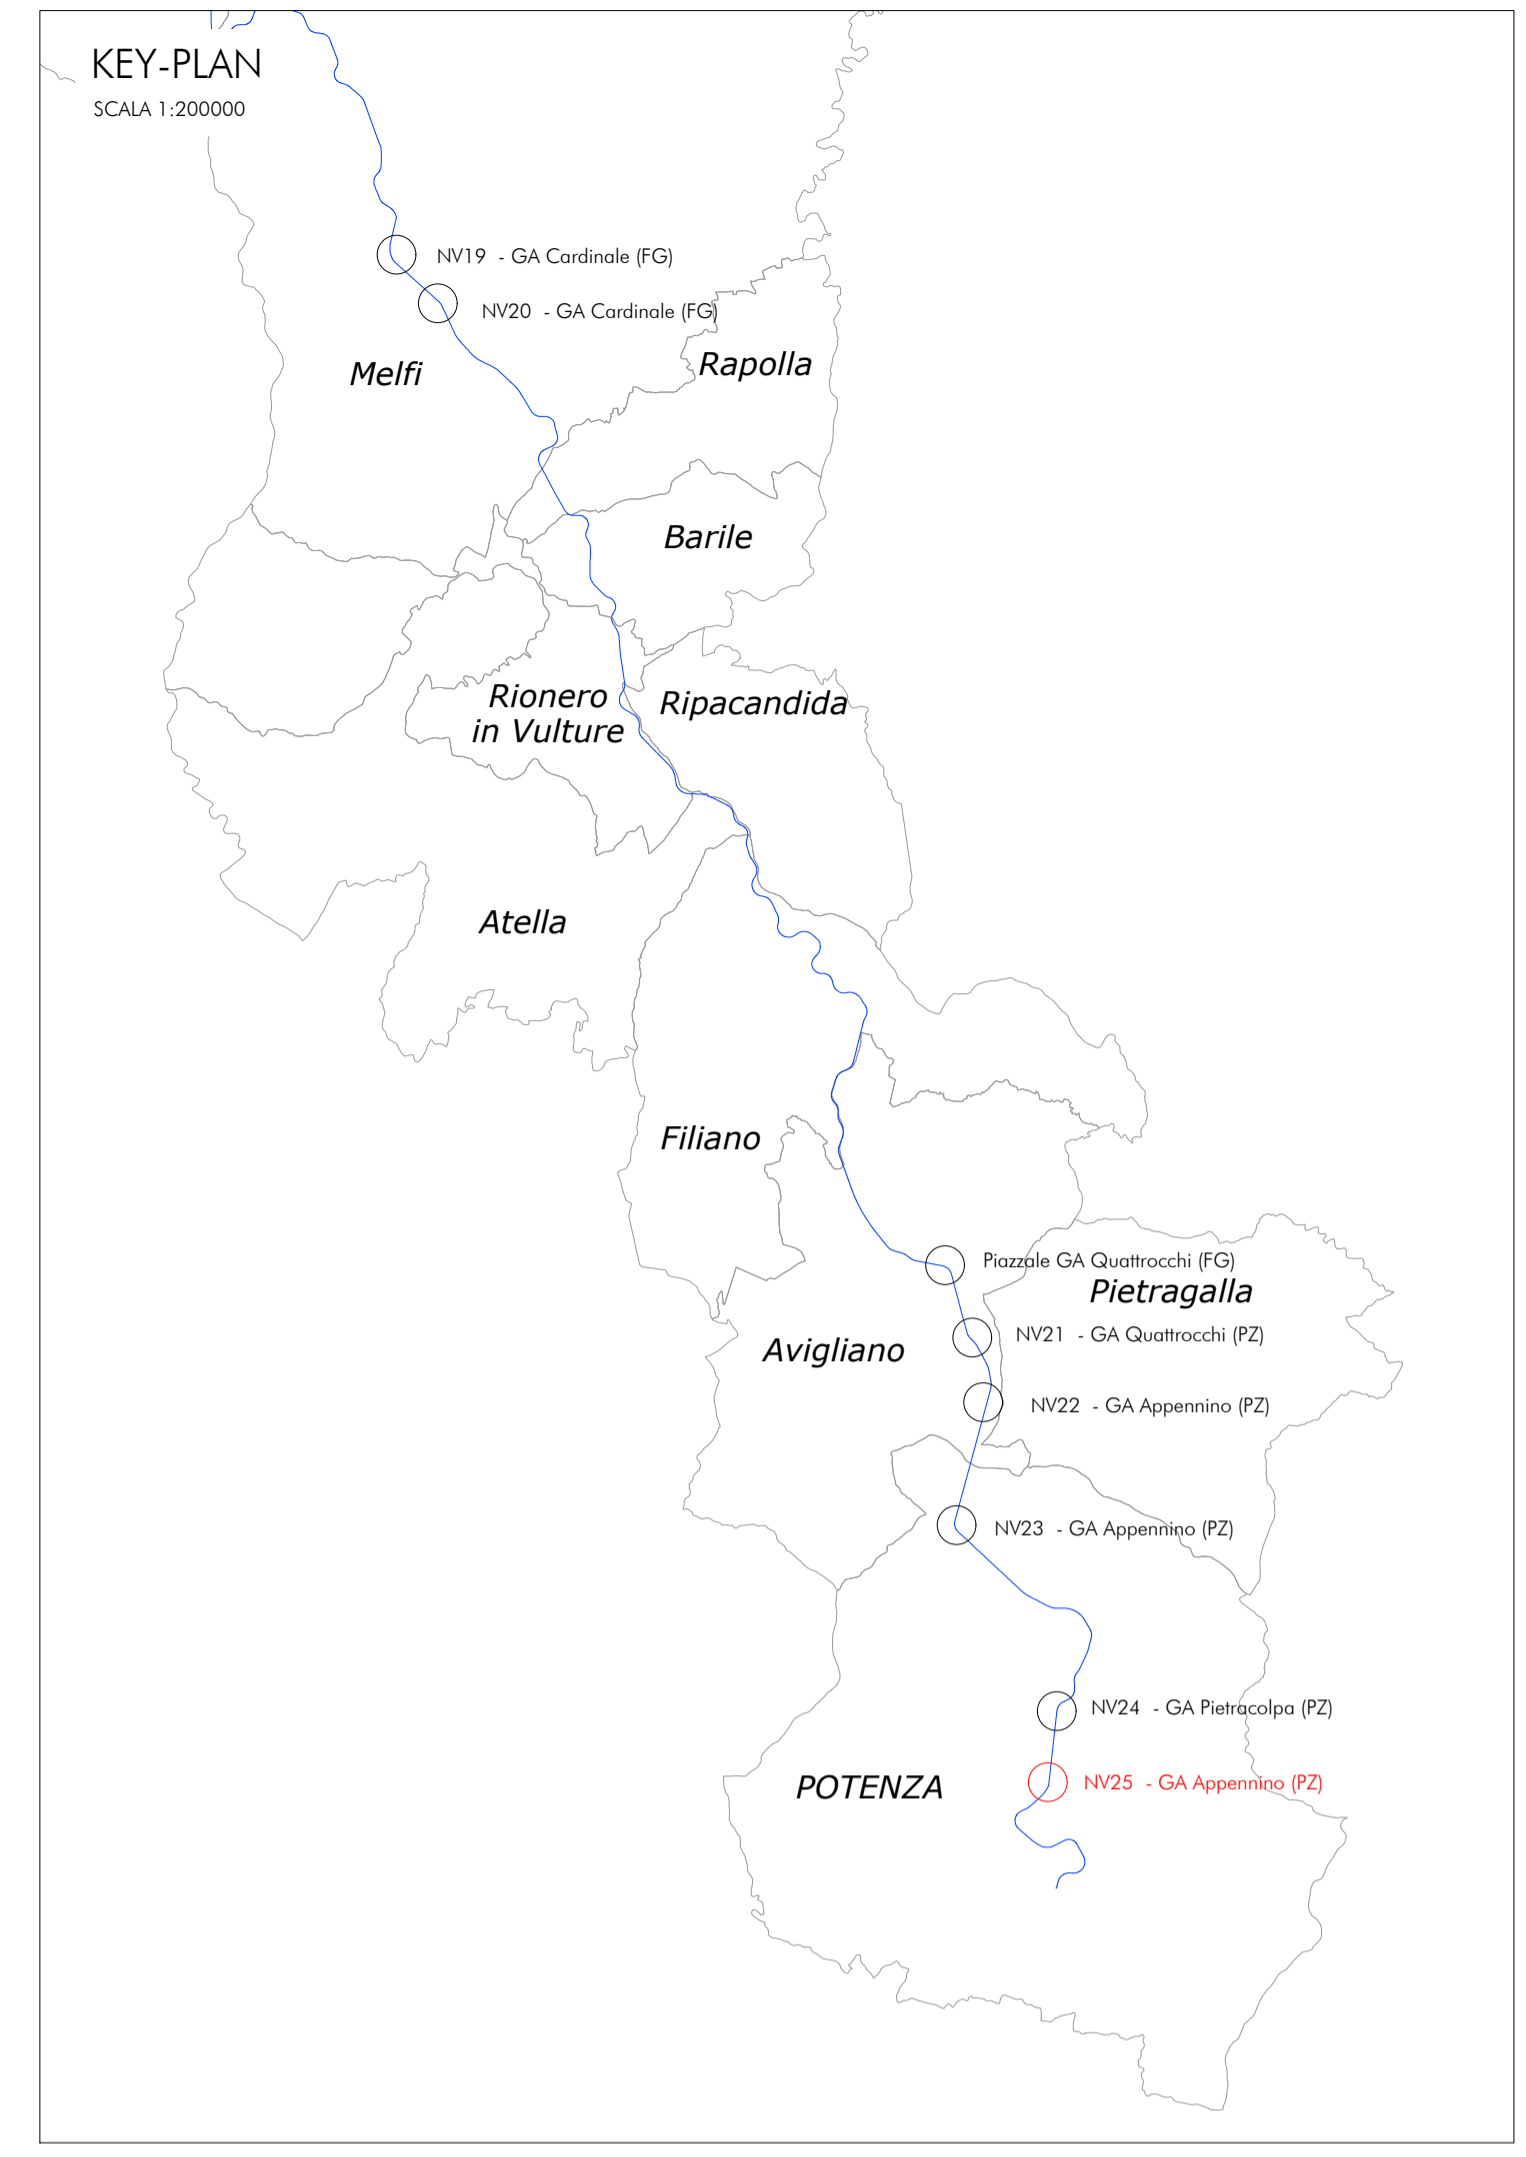 KEY-PLAN
SCALA 1:200000
NV19 - GA Cardinale (FG)
NV20 - GA Cardinale (FG)
Rapolla
Melfi
Barile
Rionero
in Vulture
Ripacandida
Atella
Filiano
Piazzale GA Quattrocchi (FG)
Pietragalla
NV21 - GA Quattrocchi (PZ)
Avigliano
NV22 - GA Appennino (PZ)
NV23 - GA Appennino (PZ)
NV24 - GA Pietracolpa (PZ)
NV25 - GA Appennino (PZ)
POTENZA